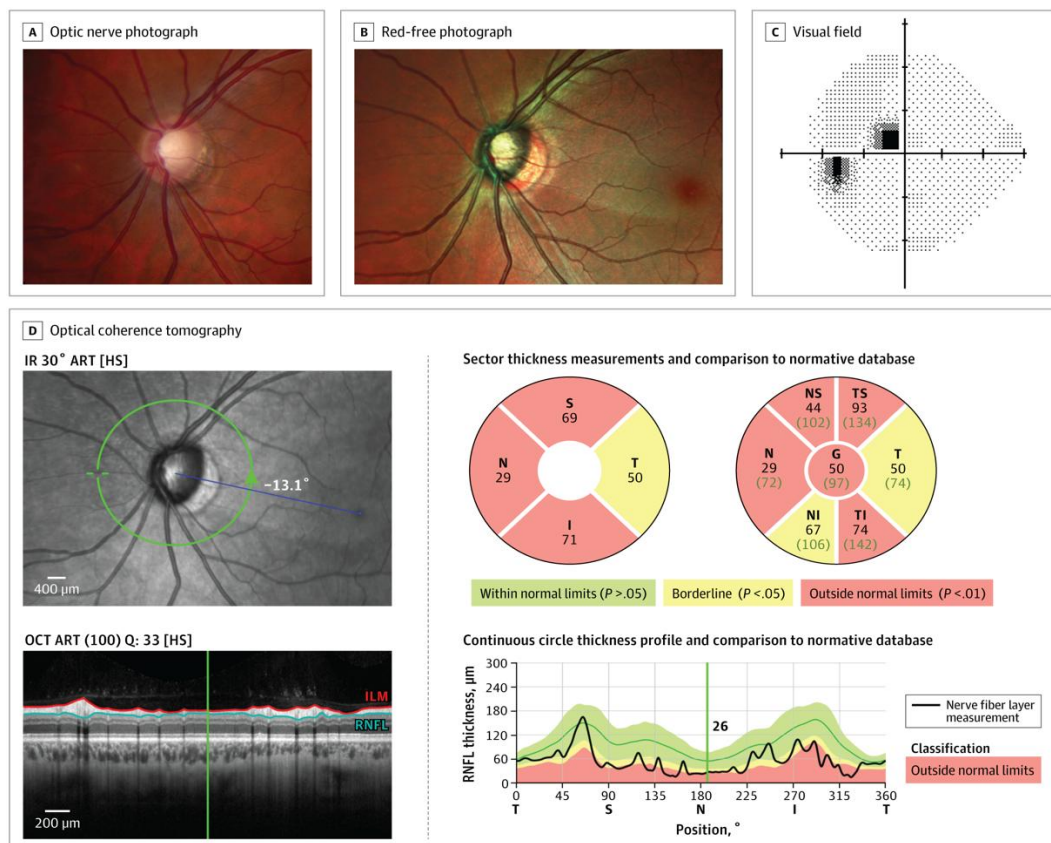 A Optic nerve photograph
B Red-free photograph
C Visual field
D Optical coherence tomography
IR 30° ART [HS]
−13.1°
400 µm
OCT ART (100) Q: 33 [HS]
ILM
RNFL
200 µm
Sector thickness measurements and comparison to normative database
S
69
N
29
T
50
I
71
NS
44
(102)
TS
93
(134)
N
29
(72)
G
50
(97)
T
50
(74)
NI
67
(106)
TI
74
(142)
Within normal limits (P >.05)
Borderline (P <.05)
Outside normal limits (P <.01)
Continuous circle thickness profile and comparison to normative database
RNFL thickness, µm
300
240
180
120
60
0
26
0 45 90 135 180 225 270 315 360
T S N I T
Position, °
Nerve fiber layer
measurement
Classification
Outside normal limits